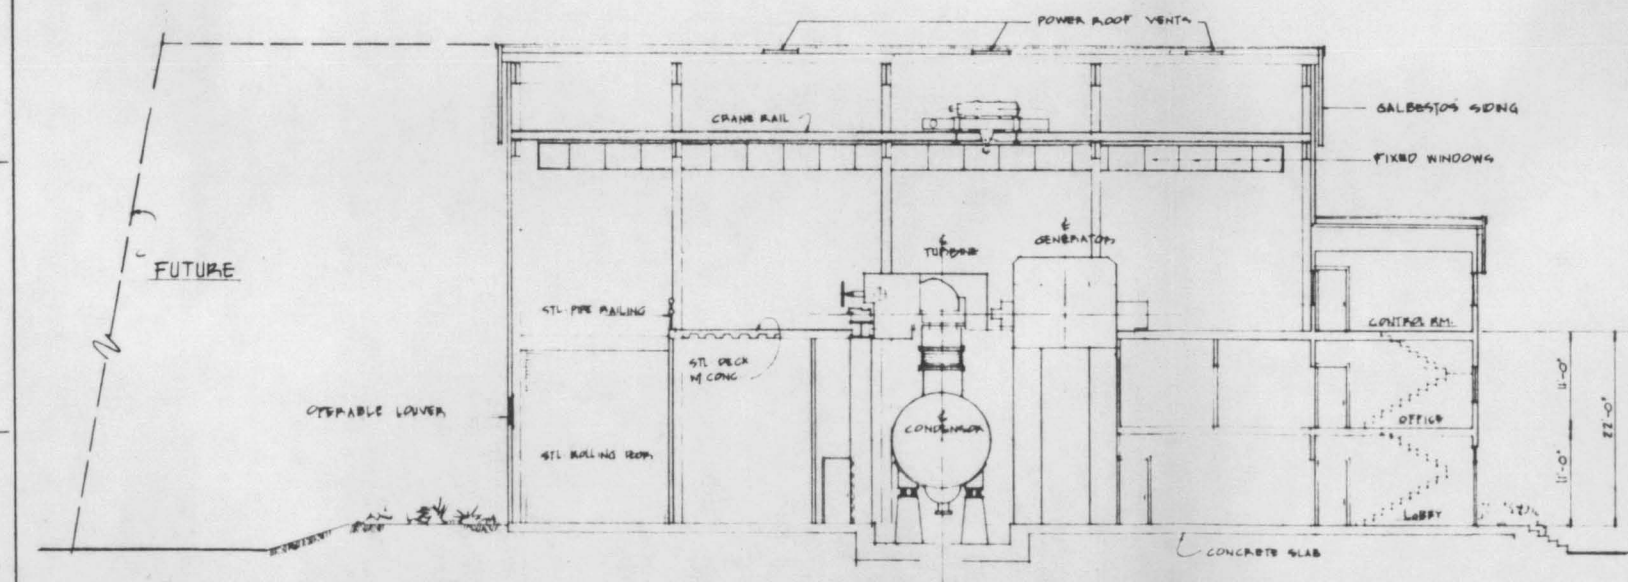 POWER ROOF VENTS
GALBESTOS SIDING
CRANE RAIL
FIXED WINDOWS
℄
TURBINE
℄
GENERATOR
FUTURE
STL. PIPE RAILING
CONTROL RM.
STL. DECK
W/ CONC
11'-0"
22'-0"
OPERABLE LOUVER
℄
CONDENSOR
OFFICE
STL. ROLLING DOOR
11'-0"
LOBBY
CONCRETE SLAB